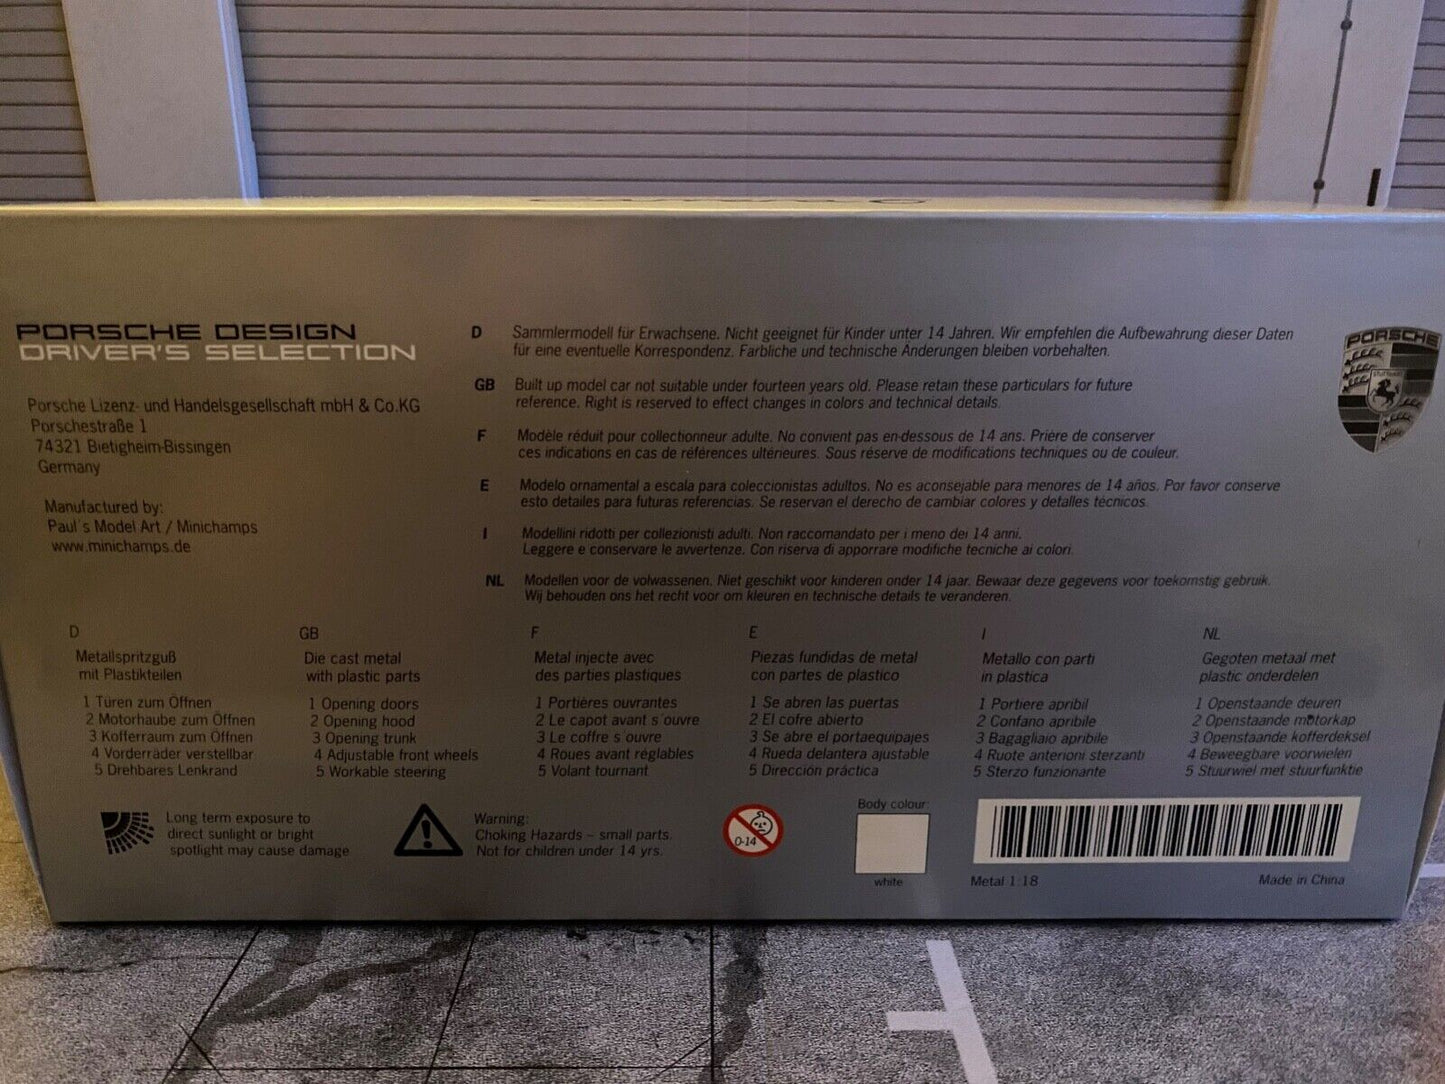 PORSCHE DESIGN
DRIVER'S SELECTION
Porsche Lizenz- und Handelsgesellschaft mbH & Co.KG
Porschestraße 1
74321 Bietigheim-Bissingen
Germany
Manufactured by:
Paul's Model Art / Minichamps
www.minichamps.de
D Sammlermodell für Erwachsene. Nicht geeignet für Kinder unter 14 Jahren. Wir empfehlen die Aufbewahrung dieser Daten
für eine eventuelle Korrespondenz. Farbliche und technische Änderungen bleiben vorbehalten.
GB Built up model car not suitable under fourteen years old. Please retain these particulars for future
reference. Right is reserved to effect changes in colors and technical details.
F Modèle réduit pour collectionneur adulte. No convient pas en-dessous de 14 ans. Prière de conserver
ces indications en cas de références ultérieures. Sous réserve de modifications techniques ou de couleur.
E Modelo ornamental a escala para coleccionistas adultos. No es aconsejable para menores de 14 años. Por favor conserve
esto detailes para futuras referencias. Se reservan el derecho de cambiar colores y detalles técnicos.
I Modellini ridotti per collezionisti adulti. Non raccomandato per i meno dei 14 anni.
Leggere e conservare le avvertenze. Con riserva di apporrare modifiche tecniche ai colori.
NL Modellen voor de volwassenen. Niet geschikt voor kinderen onder 14 jaar. Bewaar deze gegevens voor toekomstig gebruik.
Wij behouden ons het recht voor om kleuren en technische details te veranderen.
PORSCHE
STUTTGART
D
Metallspritzguß
mit Plastikteilen
1 Türen zum Öffnen
2 Motorhaube zum Öffnen
3 Kofferraum zum Öffnen
4 Vorderräder verstellbar
5 Drehbares Lenkrand
GB
Die cast metal
with plastic parts
1 Opening doors
2 Opening hood
3 Opening trunk
4 Adjustable front wheels
5 Workable steering
F
Metal injecte avec
des parties plastiques
1 Portières ouvrantes
2 Le capot avant s'ouvre
3 Le coffre s'ouvre
4 Roues avant réglables
5 Volant tournant
E
Piezas fundidas de metal
con partes de plastico
1 Se abren las puertas
2 El cofre abierto
3 Se abre el portaequipajes
4 Rueda delantera ajustable
5 Dirección práctica
I
Metallo con parti
in plastica
1 Portiere apribil
2 Confano apribile
3 Bagagliaio apribile
4 Ruote anterioni sterzanti
5 Sterzo funzionante
NL
Gegoten metaal met
plastic onderdelen
1 Openstaande deuren
2 Openstaande motorkap
3 Openstaande kofferdeksel
4 Beweegbare voorwielen
5 Stuurwiel met stuurfunktie
Long term exposure to
direct sunlight or bright
spotlight may cause damage
Warning:
Choking Hazards – small parts.
Not for children under 14 yrs.
0-14
Body colour:
white
Metal 1:18
Made in China